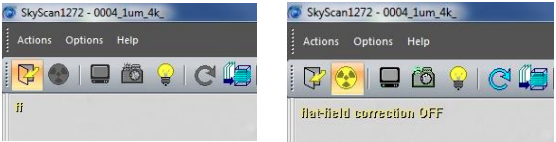 SkyScan1272 - 0004_1um_4k_
Actions Options Help
ff
SkyScan1272 - 0004_1um_4k_
Actions Options Help
flat-field correction OFF